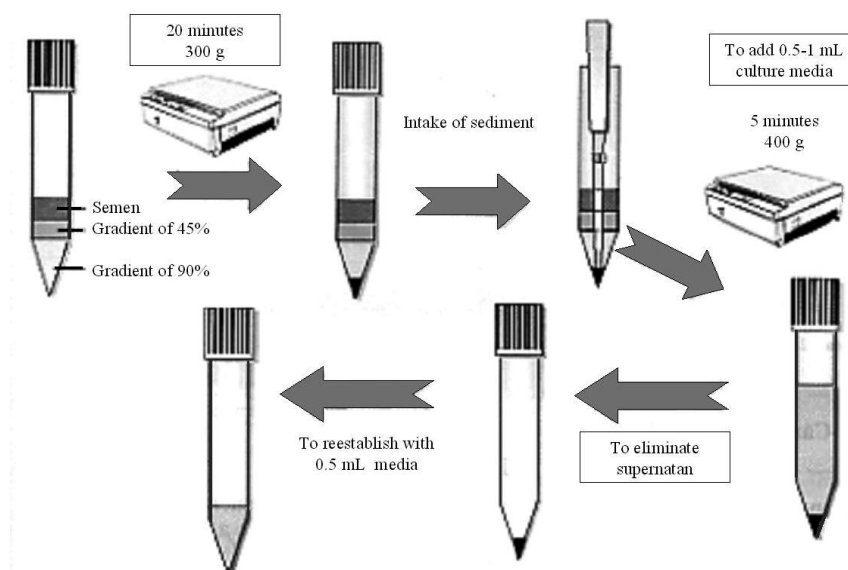 20 minutes
300 g
To add 0.5-1 mL
culture media
Intake of sediment
5 minutes
400 g
Semen
Gradient of 45%
Gradient of 90%
To reestablish with
0.5 mL media
To eliminate
supernatan